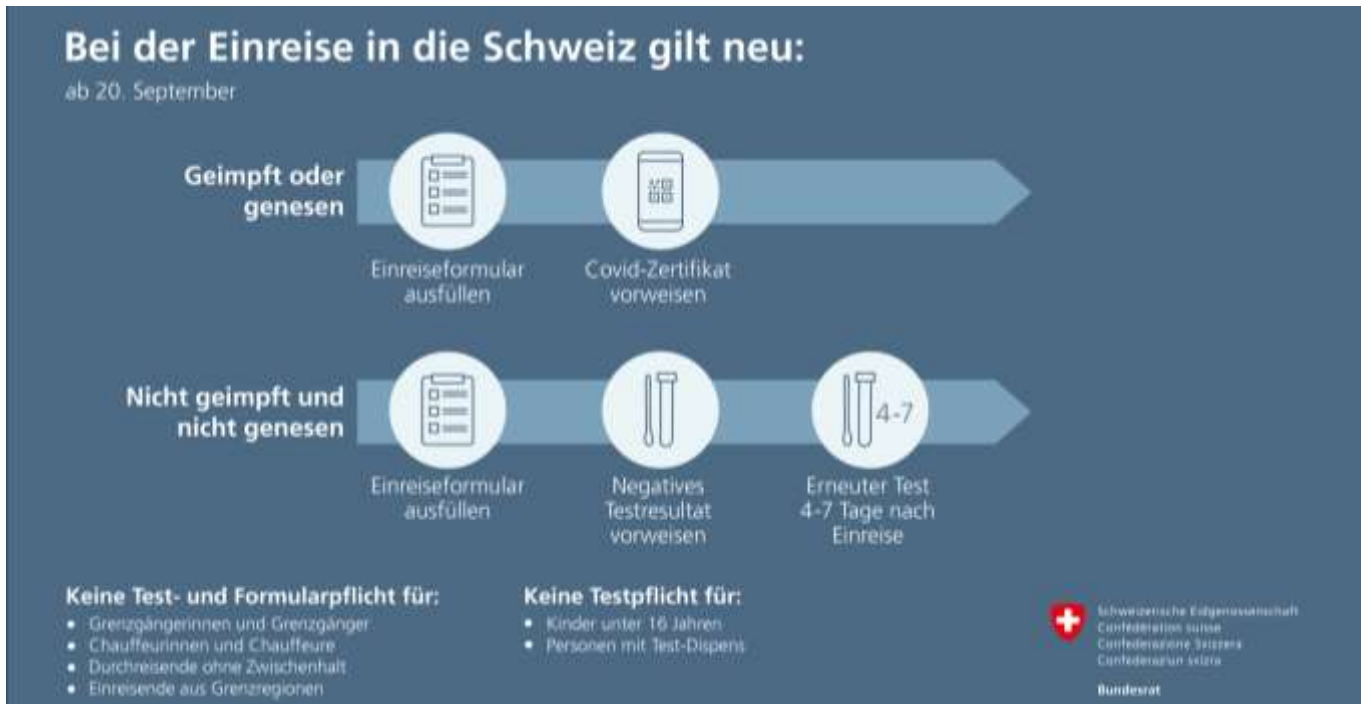 Bei der Einreise in die Schweiz gilt neu:
ab 20. September
Geimpft oder
genesen
Einreiseformular
ausfüllen
Covid-Zertifikat
vorweisen
Nicht geimpft und
nicht genesen
4-7
Einreiseformular
ausfüllen
Negatives
Testresultat
vorweisen
Erneuter Test
4-7 Tage nach
Einreise
Keine Test- und Formularpflicht für:
• Grenzgängerinnen und Grenzgänger
• Chauffeurinnen und Chauffeure
• Durchreisende ohne Zwischenhalt
• Einreisende aus Grenzregionen
Keine Testpflicht für:
• Kinder unter 16 Jahren
• Personen mit Test-Dispens
Schweizerische Eidgenossenschaft
Confédération suisse
Confederazione Svizzera
Confederaziun svizra
Bundesrat